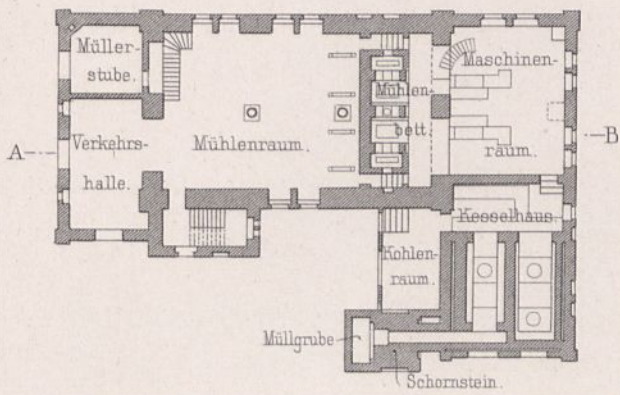 Müller-
stube.
Maschinen-
Mühlen-
A
Verkehrs-
halle.
Mühlenraum.
bett.
raum.
B
Kesselhaus.
Kohlen-
raum.
Müllgrube
Schornstein.